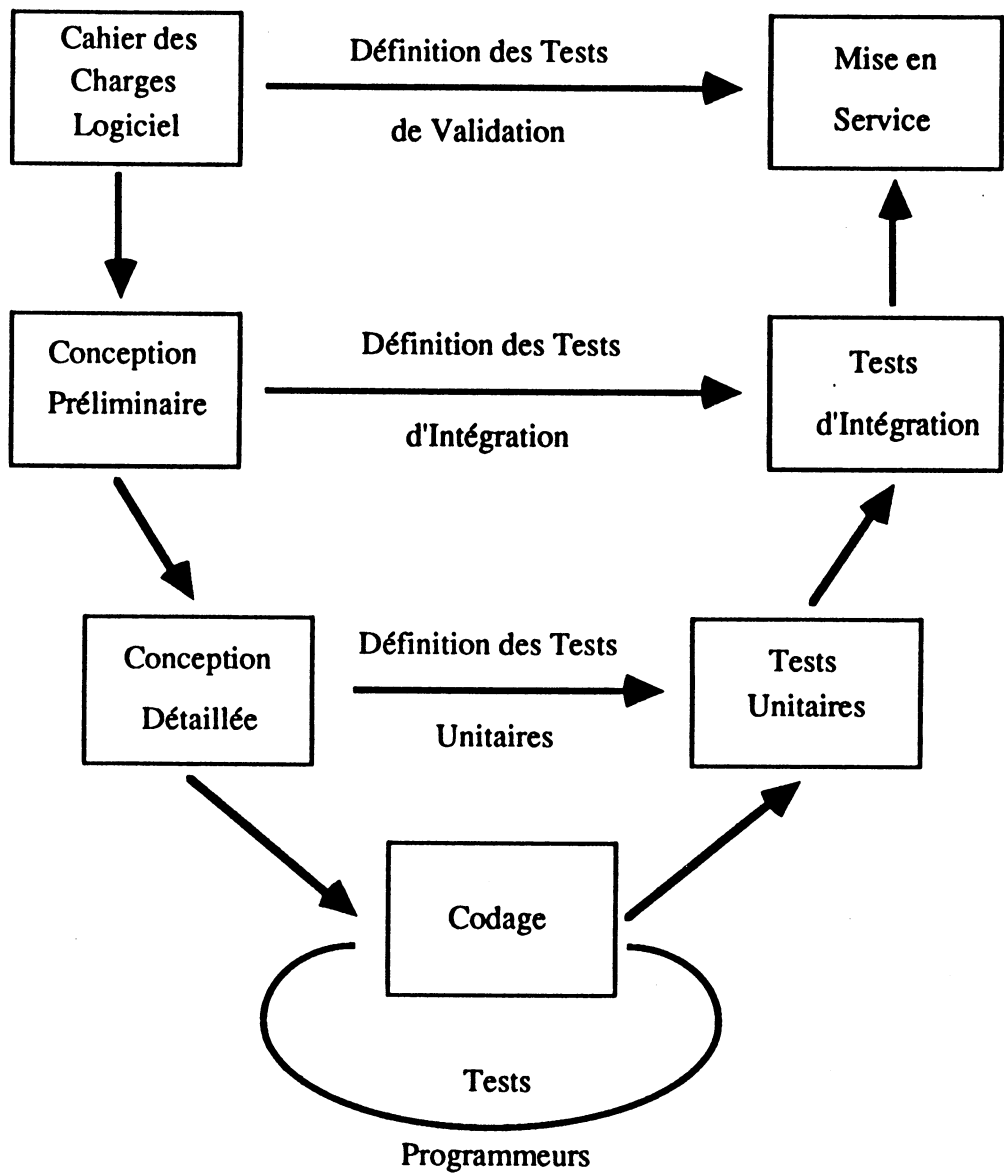 Cahier des
Charges
Logiciel
Définition des Tests
de Validation
Mise en
Service
Conception
Préliminaire
Définition des Tests
d'Intégration
Tests
d'Intégration
Conception
Détaillée
Définition des Tests
Unitaires
Tests
Unitaires
Codage
Tests
Programmeurs